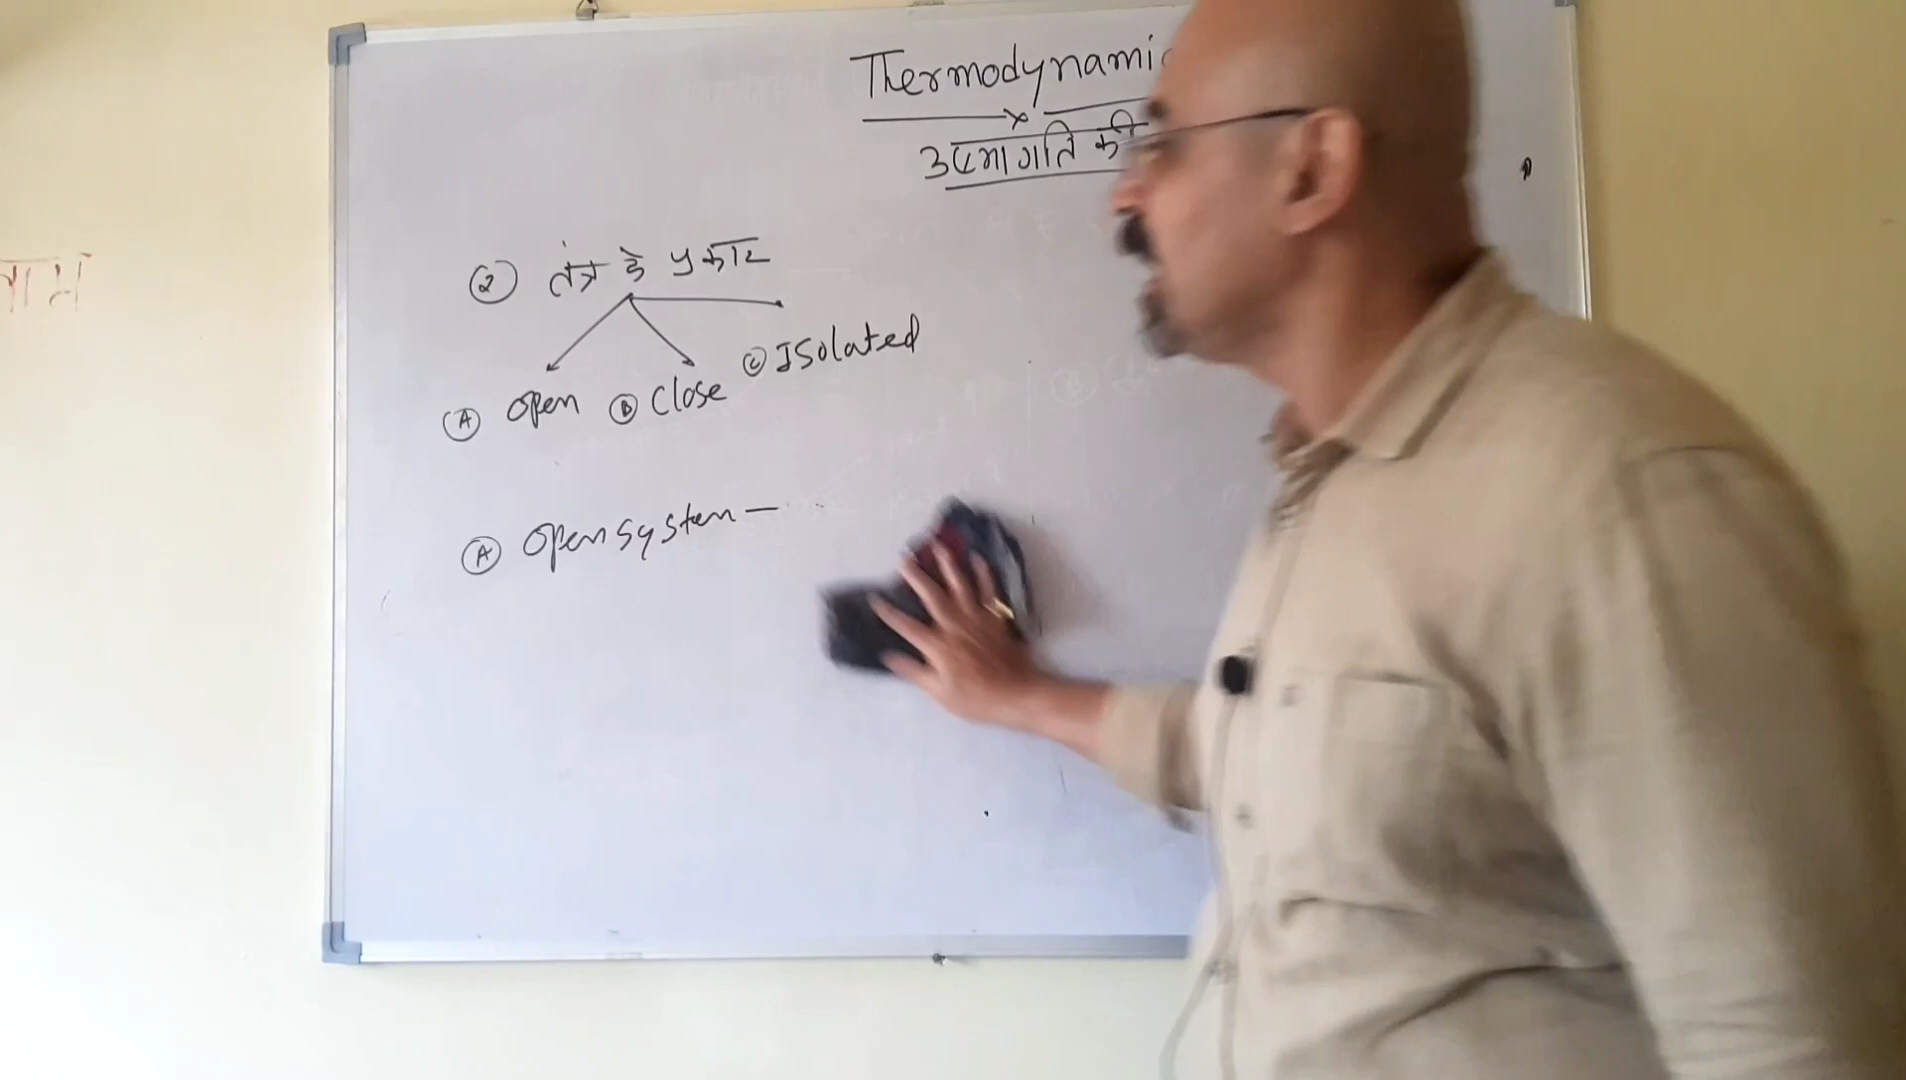 Thermodynami
उष्मा गति की
② तंत्र के प्रकार
Ⓐ Open Ⓑ Close Ⓒ Isolated
Ⓐ Open system —